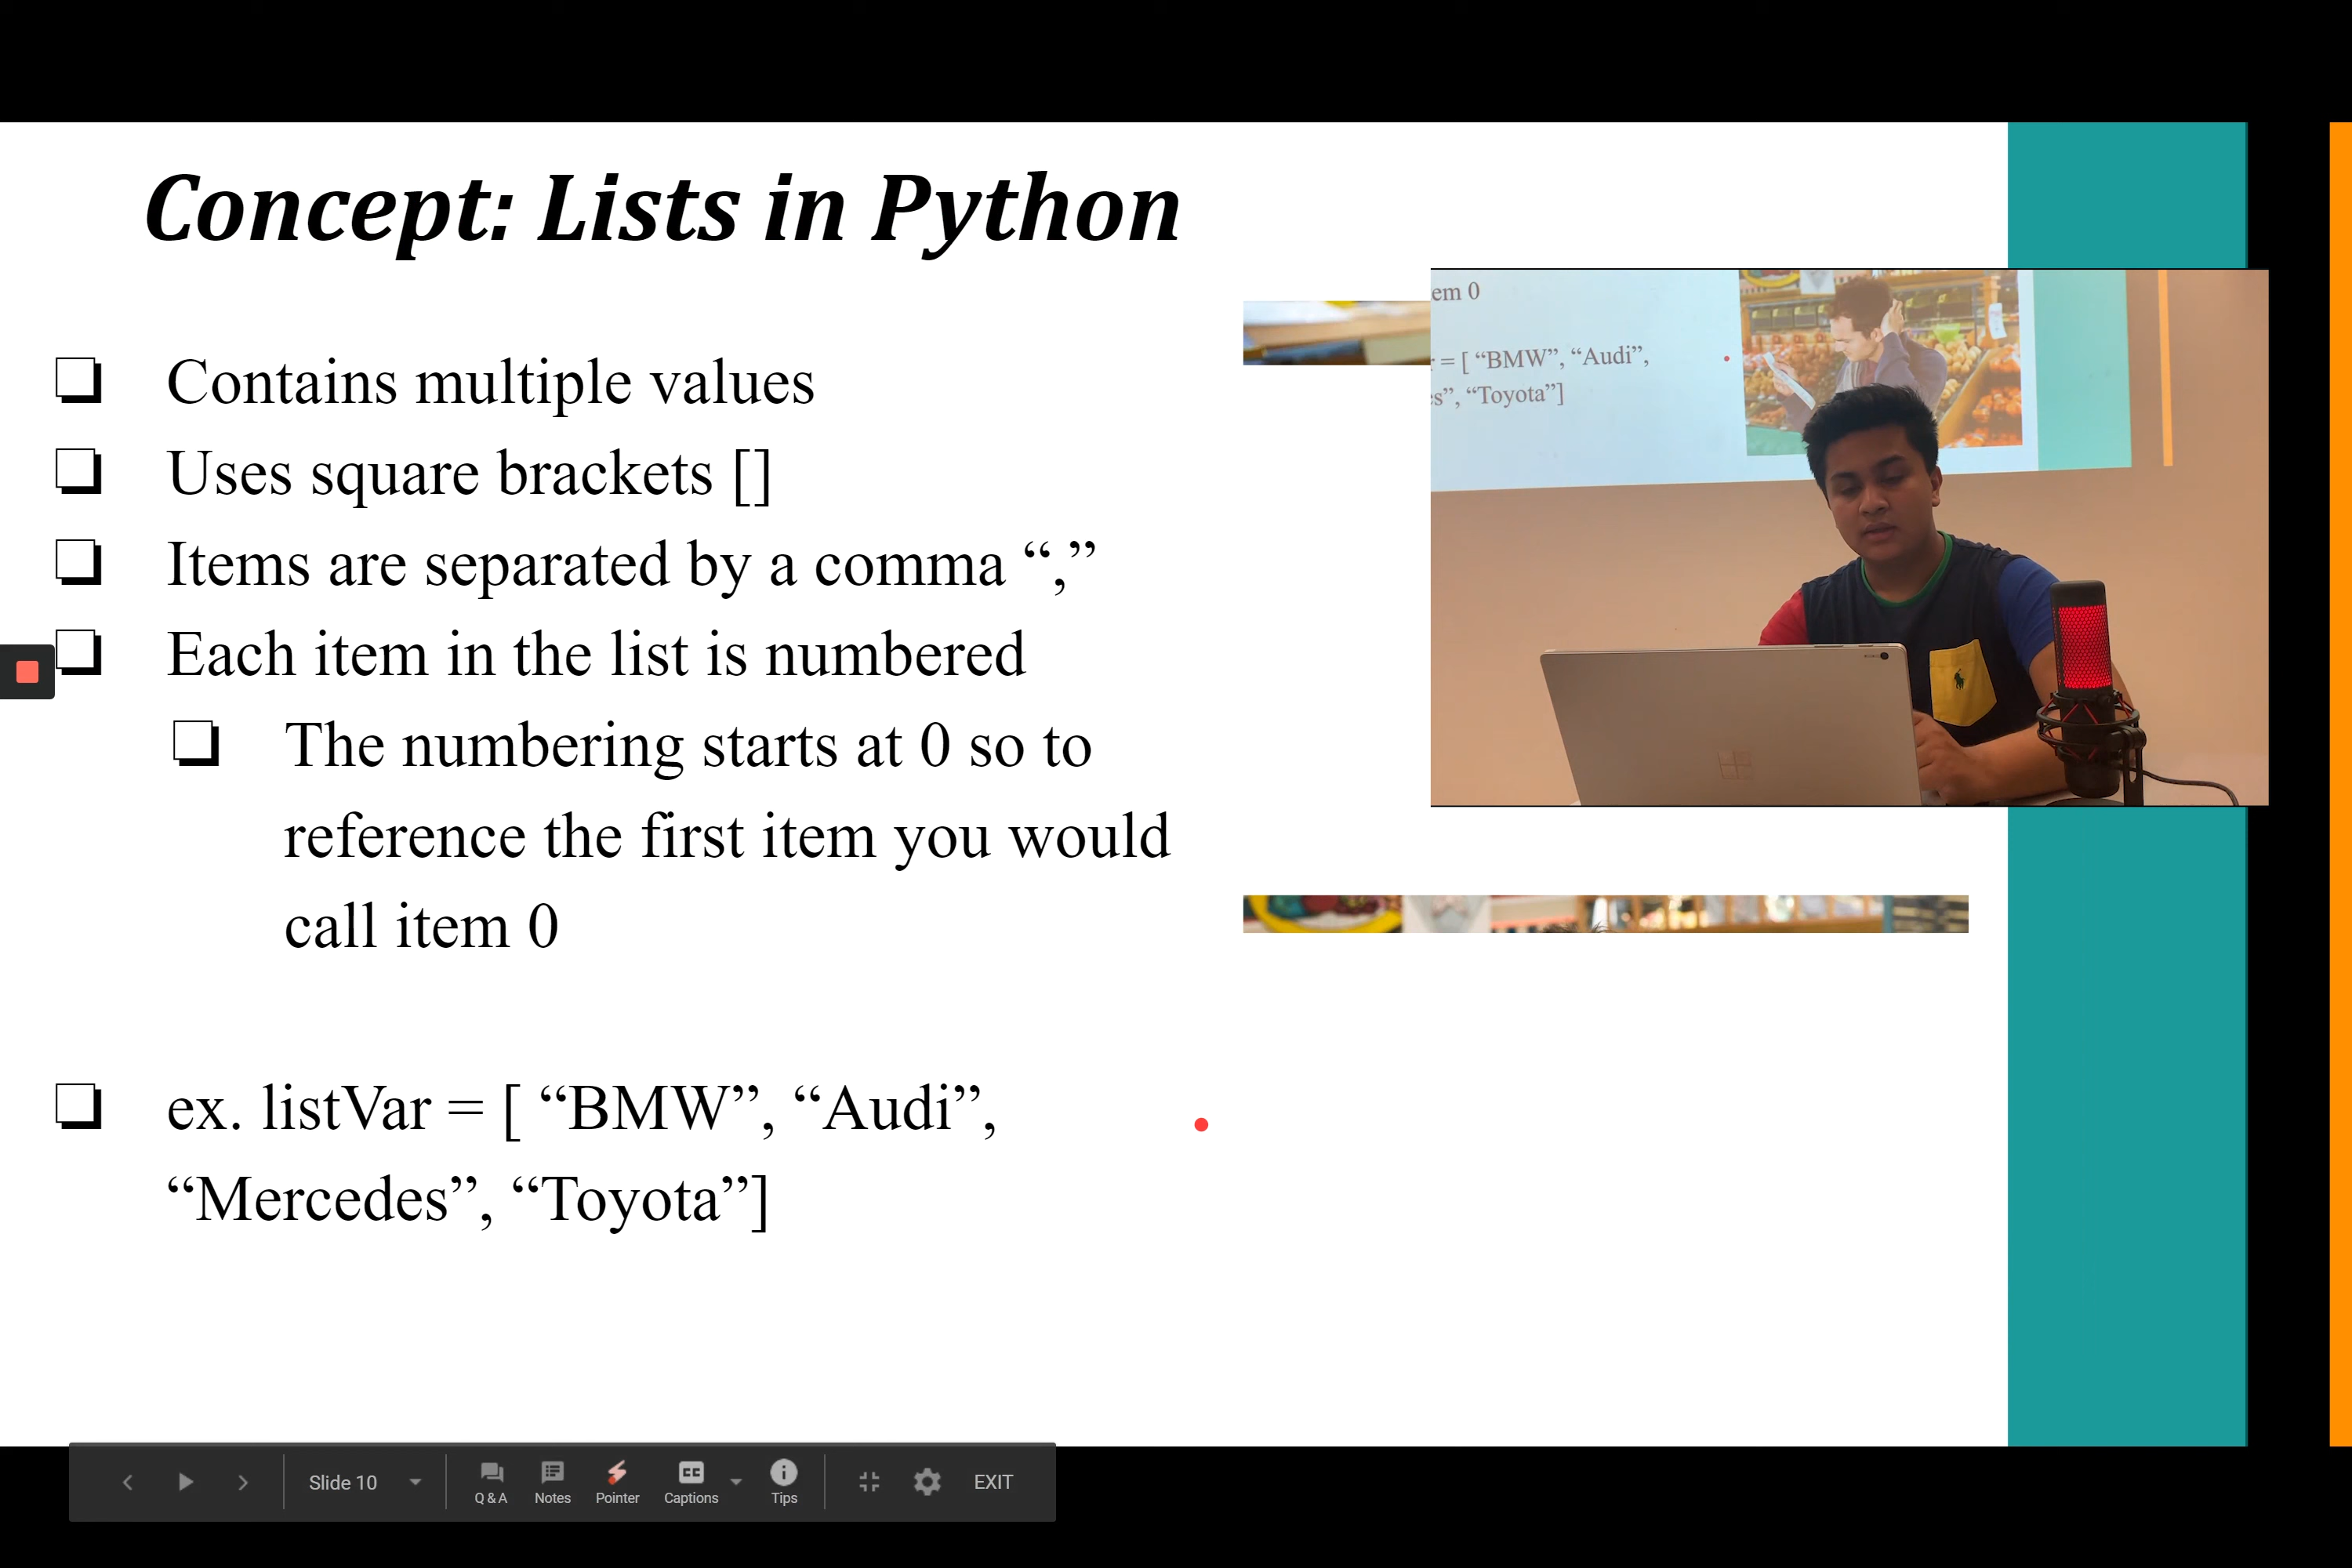 Concept: Lists in Python
Contains multiple values
Uses square brackets []
Items are separated by a comma “,”
Each item in the list is numbered
The numbering starts at 0 so to
reference the first item you would
call item 0
ex. listVar = [ “BMW”, “Audi”,
“Mercedes”, “Toyota”]
em 0
= [ “BMW”, “Audi”,
es”, “Toyota”]
Slide 10
Q & A
Notes
Pointer
CC
Captions
Tips
EXIT